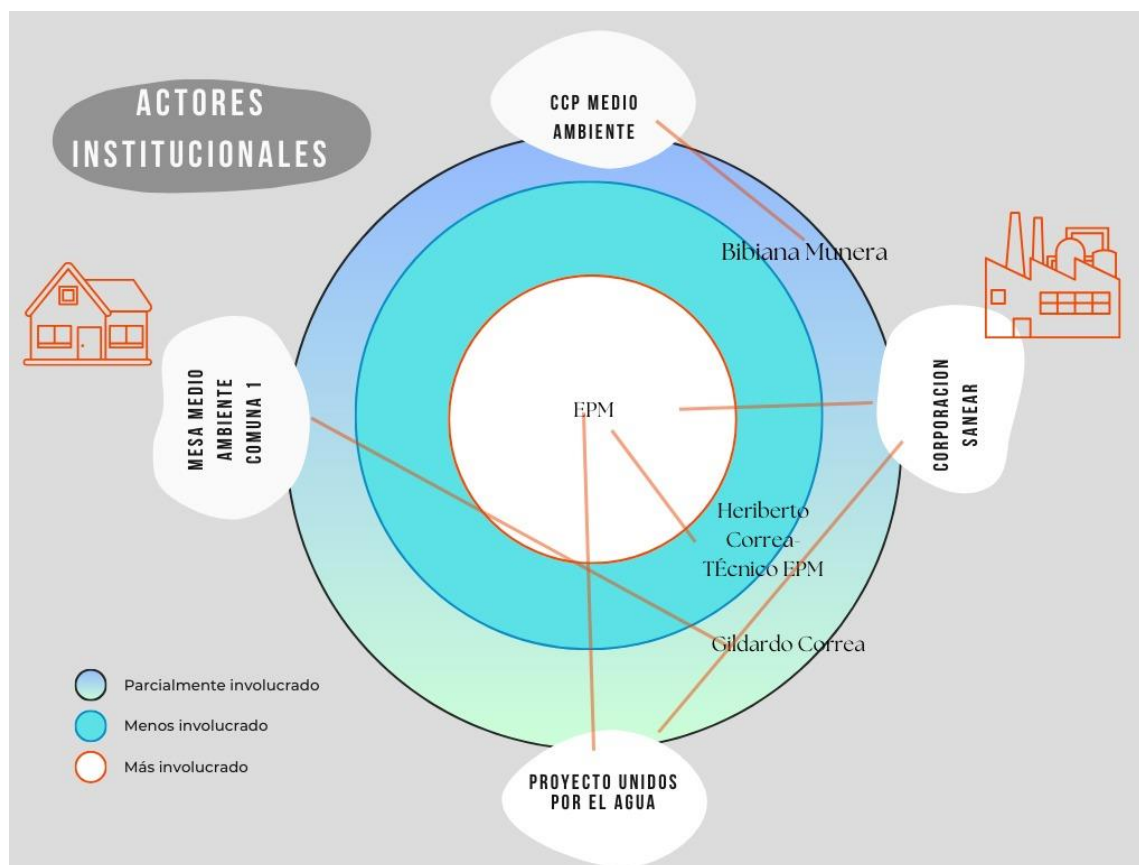 ACTORES
INSTITUCIONALES
CCP MEDIO
AMBIENTE
Bibiana Munera
MESA MEDIO
AMBIENTE
COMUNA 1
EPM
CORPORACION
SANEAR
Heriberto
Correa-
TÉcnico EPM
Gildardo Correa
Parcialmente involucrado
Menos involucrado
Más involucrado
PROYECTO UNIDOS
POR EL AGUA